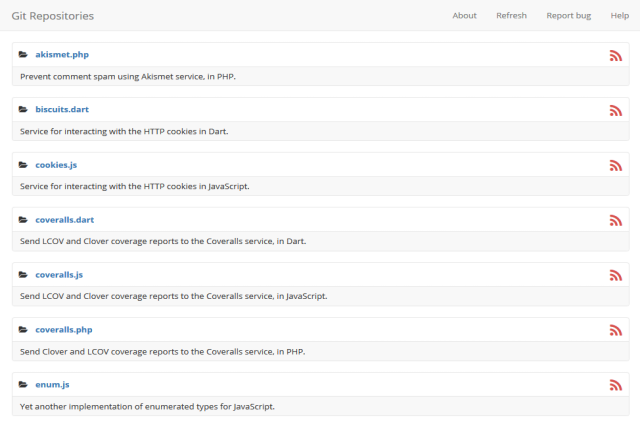 Git Repositories About Refresh Report bug Help
akismet.php
Prevent comment spam using Akismet service, in PHP.
biscuits.dart
Service for interacting with the HTTP cookies in Dart.
cookies.js
Service for interacting with the HTTP cookies in JavaScript.
coveralls.dart
Send LCOV and Clover coverage reports to the Coveralls service, in Dart.
coveralls.js
Send LCOV and Clover coverage reports to the Coveralls service, in JavaScript.
coveralls.php
Send Clover and LCOV coverage reports to the Coveralls service, in PHP.
enum.js
Yet another implementation of enumerated types for JavaScript.